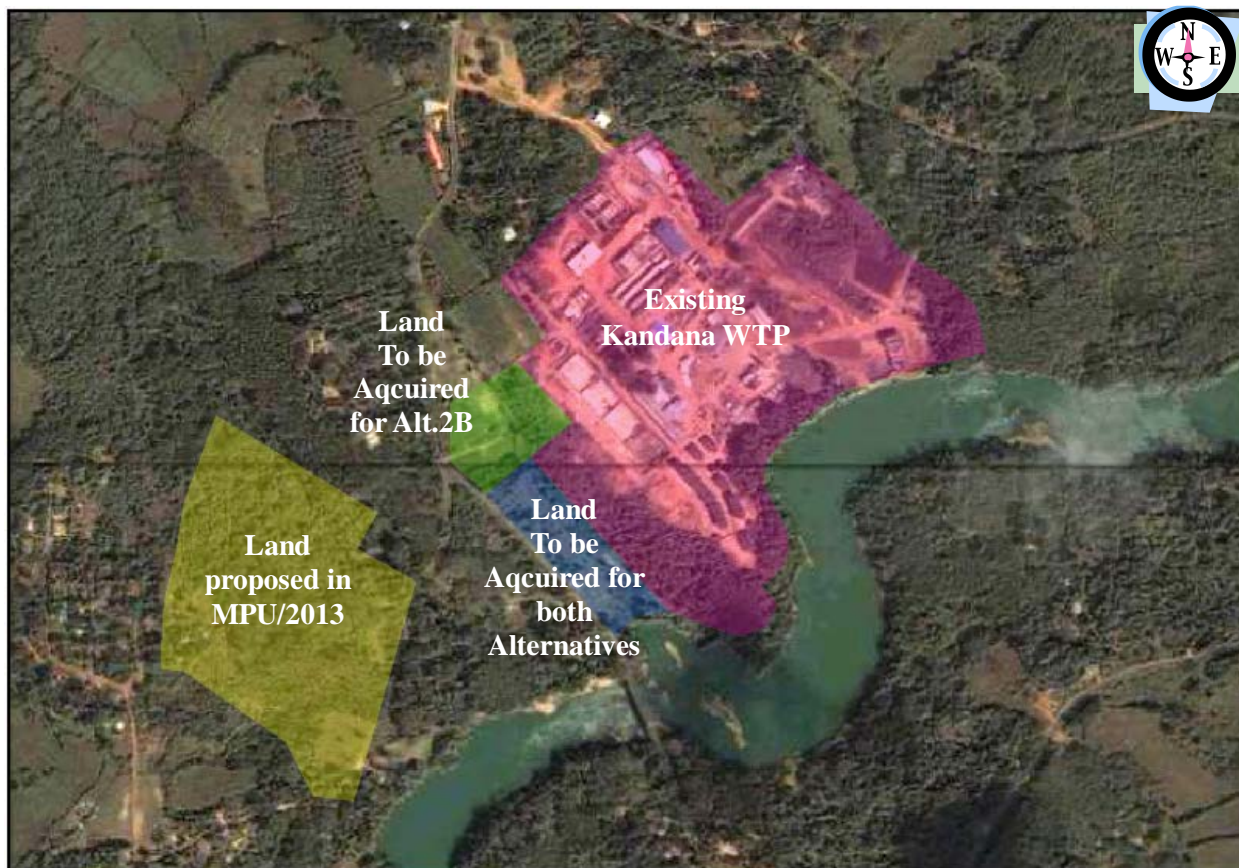 N
W E
S
Existing
Kandana WTP
Land
To be
Aqcuired
for Alt.2B
Land
To be
Aqcuired for
both
Alternatives
Land
proposed in
MPU/2013